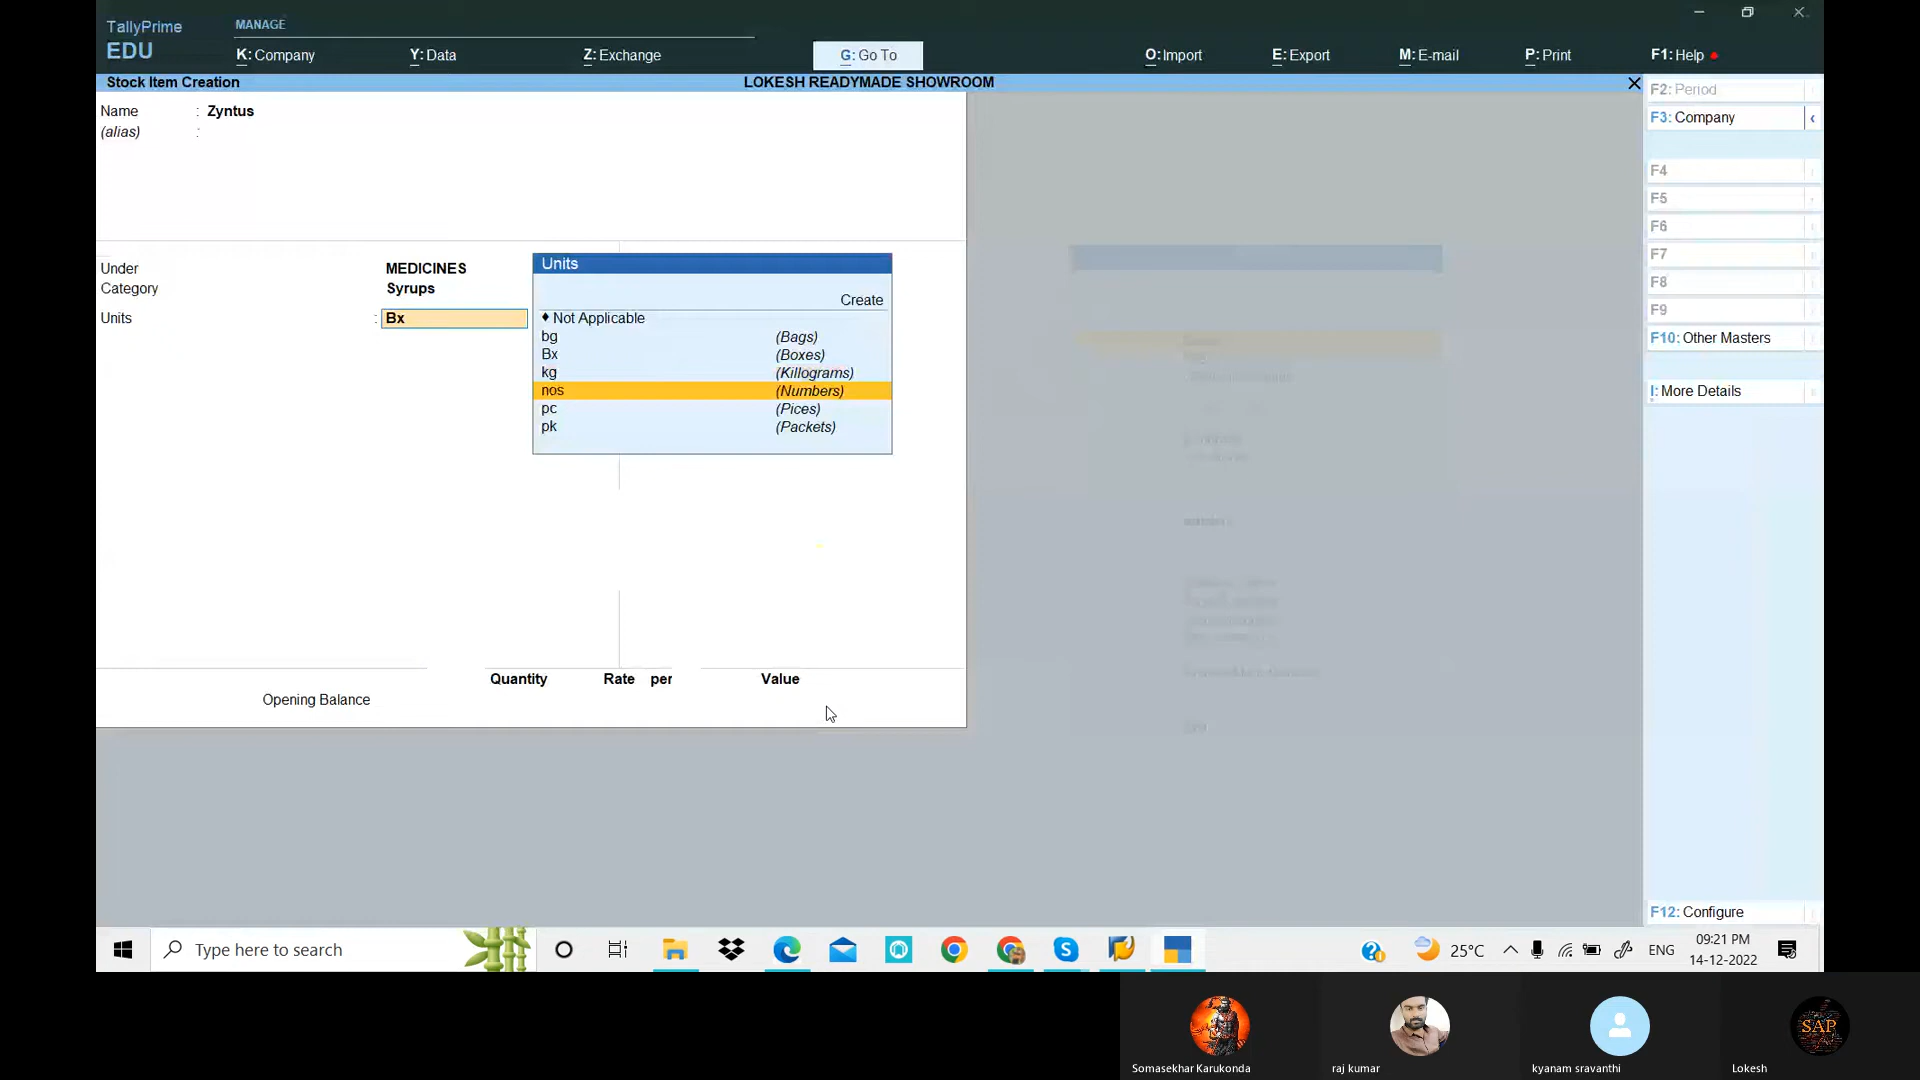 TallyPrime
EDU
MANAGE
K: Company
Y: Data
Z: Exchange
G: Go To
O: Import
E: Export
M: E-mail
P: Print
F1: Help
Stock Item Creation
LOKESH READYMADE SHOWROOM
Name : Zyntus
(alias) :
Under MEDICINES
Category Syrups
Units : Bx
Units
Create
♦ Not Applicable
bg (Bags)
Bx (Boxes)
kg (Killograms)
nos (Numbers)
pc (Pices)
pk (Packets)
Quantity Rate per Value
Opening Balance
F2: Period
F3: Company
F4
F5
F6
F7
F8
F9
F10: Other Masters
I: More Details
F12: Configure
Type here to search
25°C
ENG
09:21 PM
14-12-2022
SAP
Somasekhar Karukonda
raj kumar
kyanam sravanthi
Lokesh